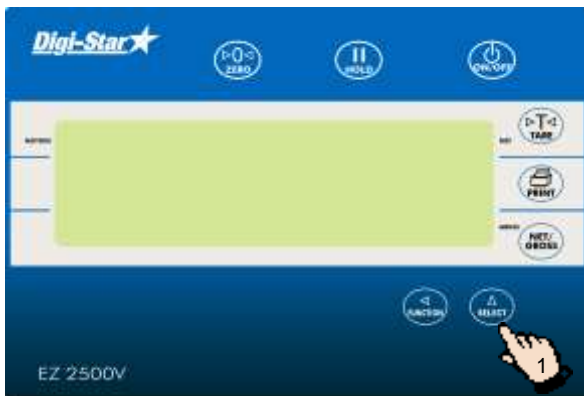 Digi-Star
ZERO
HOLD
ON/OFF
T
TARE
PRINT
NET/
GROSS
FUNCTION
SELECT
1
EZ 2500V